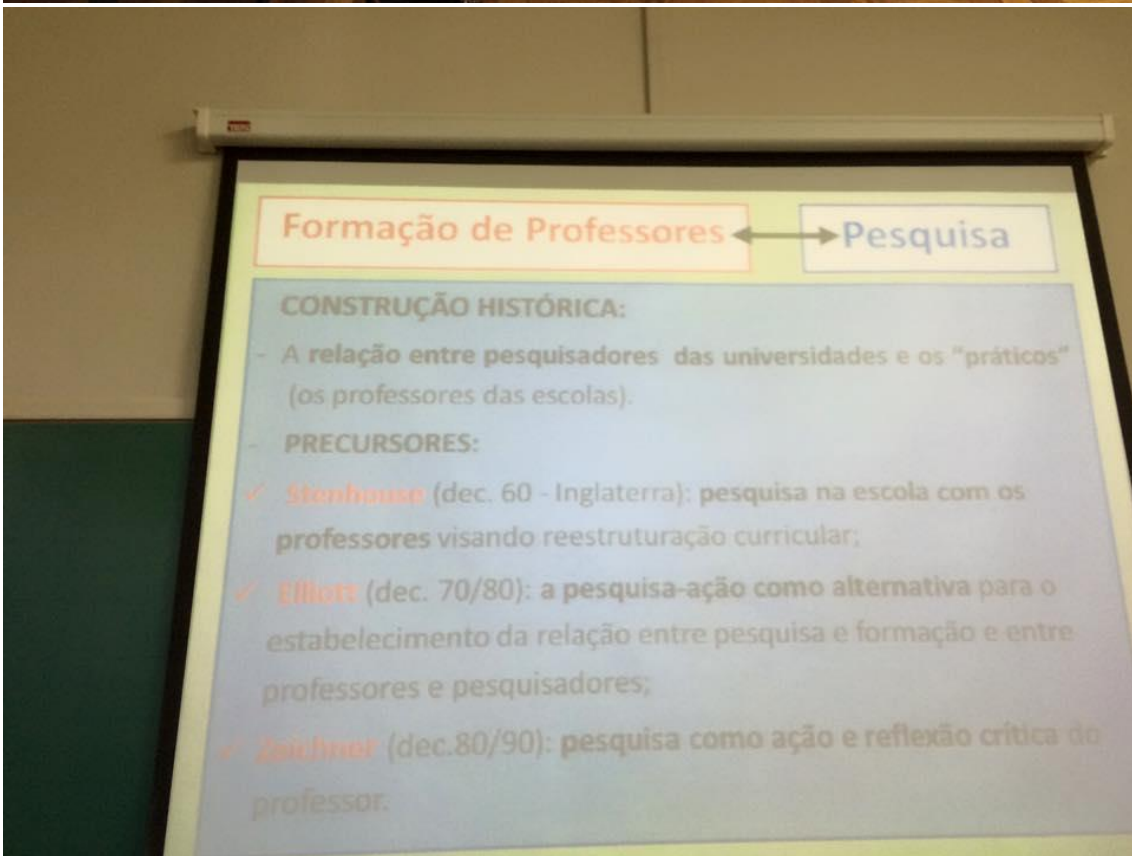 Formação de Professores ↔ Pesquisa
CONSTRUÇÃO HISTÓRICA:
- A relação entre pesquisadores das universidades e os "práticos"
(os professores das escolas).
- PRECURSORES:
✓ Stenhouse (dec. 60 - Inglaterra): pesquisa na escola com os
professores visando reestruturação curricular;
✓ Elliott (dec. 70/80): a pesquisa-ação como alternativa para o
estabelecimento da relação entre pesquisa e formação e entre
professores e pesquisadores;
✓ Zeichner (dec.80/90): pesquisa como ação e reflexão crítica do
professor.